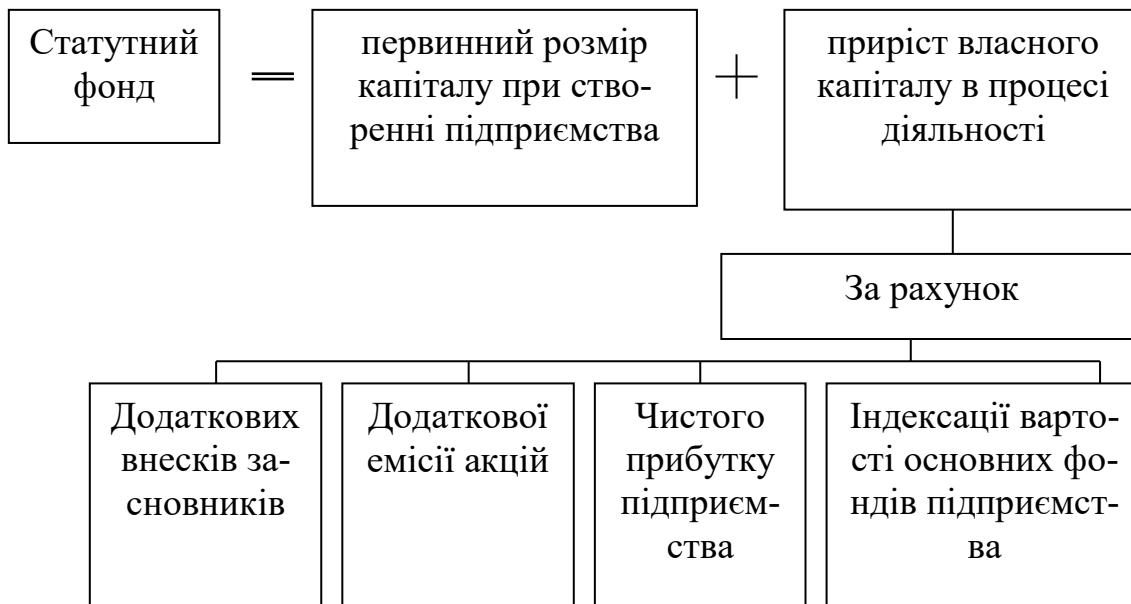 Статутний
фонд
=
первинний розмір
капіталу при ство-
ренні підприємства
+
приріст власного
капіталу в процесі
діяльності
За рахунок
Додаткових
внесків за-
сновників
Додаткової
емісії акцій
Чистого
прибутку
підприєм-
ства
Індексації варто-
сті основних фо-
ндів підприємст-
ва